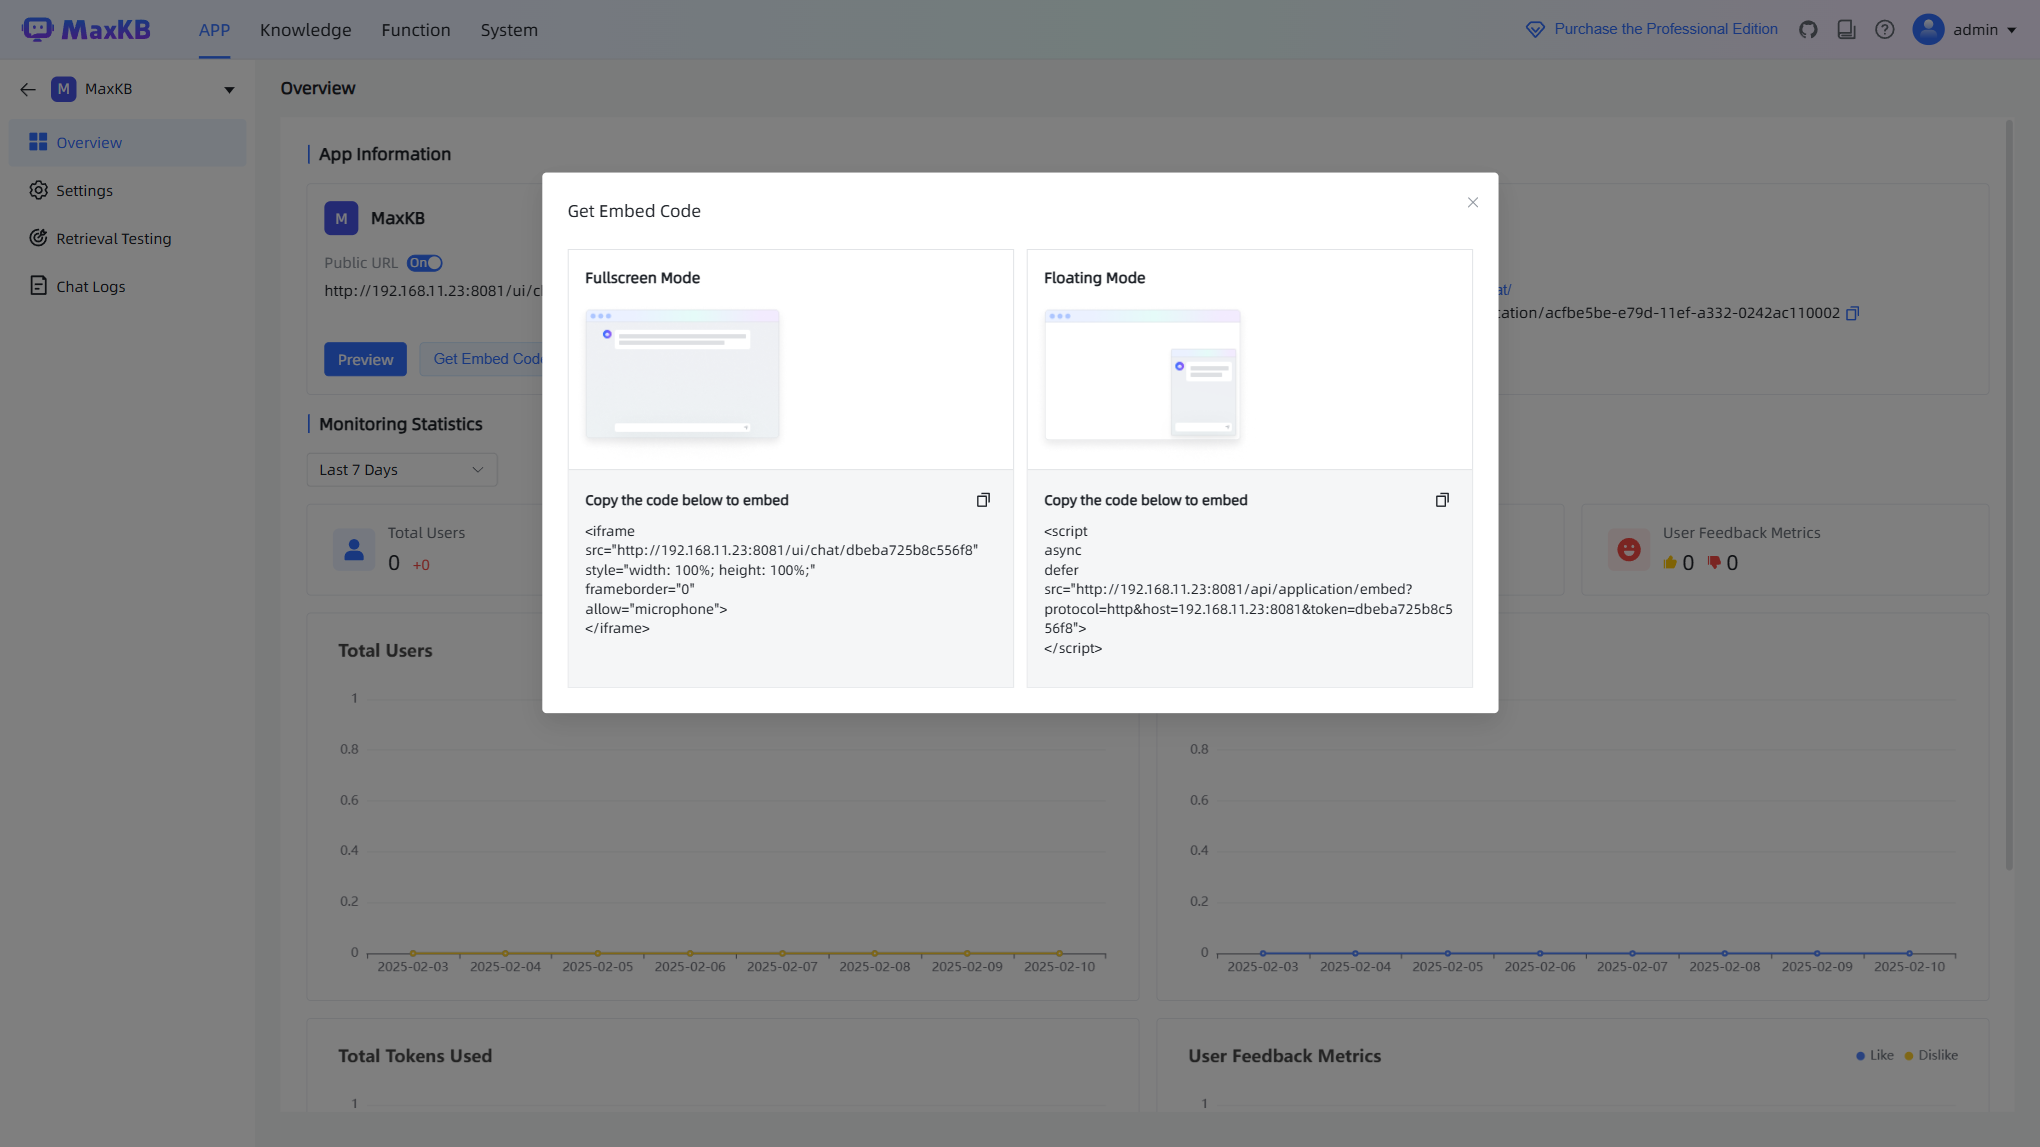 MaxKB
APP
Knowledge
Function
System
Purchase the Professional Edition
admin
M
MaxKB
Overview
Settings
Retrieval Testing
Chat Logs
Overview
App Information
M
MaxKB
Public URL
On
http://192.168.11.23:8081/ui/c
Preview
Get Embed Cod
at/
cation/acfbe5be-e79d-11ef-a332-0242ac110002
Monitoring Statistics
Last 7 Days
Total Users
0 +0
User Feedback Metrics
0 0
Get Embed Code
Fullscreen Mode
Copy the code below to embed
<iframe
src="http://192.168.11.23:8081/ui/chat/dbeba725b8c556f8"
style="width: 100%; height: 100%;"
frameborder="0"
allow="microphone">
</iframe>
Floating Mode
Copy the code below to embed
<script
async
defer
src="http://192.168.11.23:8081/api/application/embed?
protocol=http&host=192.168.11.23:8081&token=dbeba725b8c5
56f8">
</script>
Total Users
1
0.8
0.6
0.4
0.2
0
2025-02-03
2025-02-04
2025-02-05
2025-02-06
2025-02-07
2025-02-08
2025-02-09
2025-02-10
0.8
0.6
0.4
0.2
0
2025-02-03
2025-02-04
2025-02-05
2025-02-06
2025-02-07
2025-02-08
2025-02-09
2025-02-10
Total Tokens Used
1
User Feedback Metrics
Like
Dislike
1